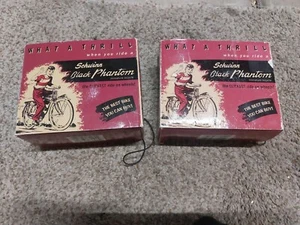 WHAT A THRILL
when you ride a
Schwinn
Black Phantom
THE BEST BIKE
YOU CAN BUY!
WHAT A THRILL
when you ride a
Schwinn
Black Phantom
THE BEST BIKE
YOU CAN BUY!